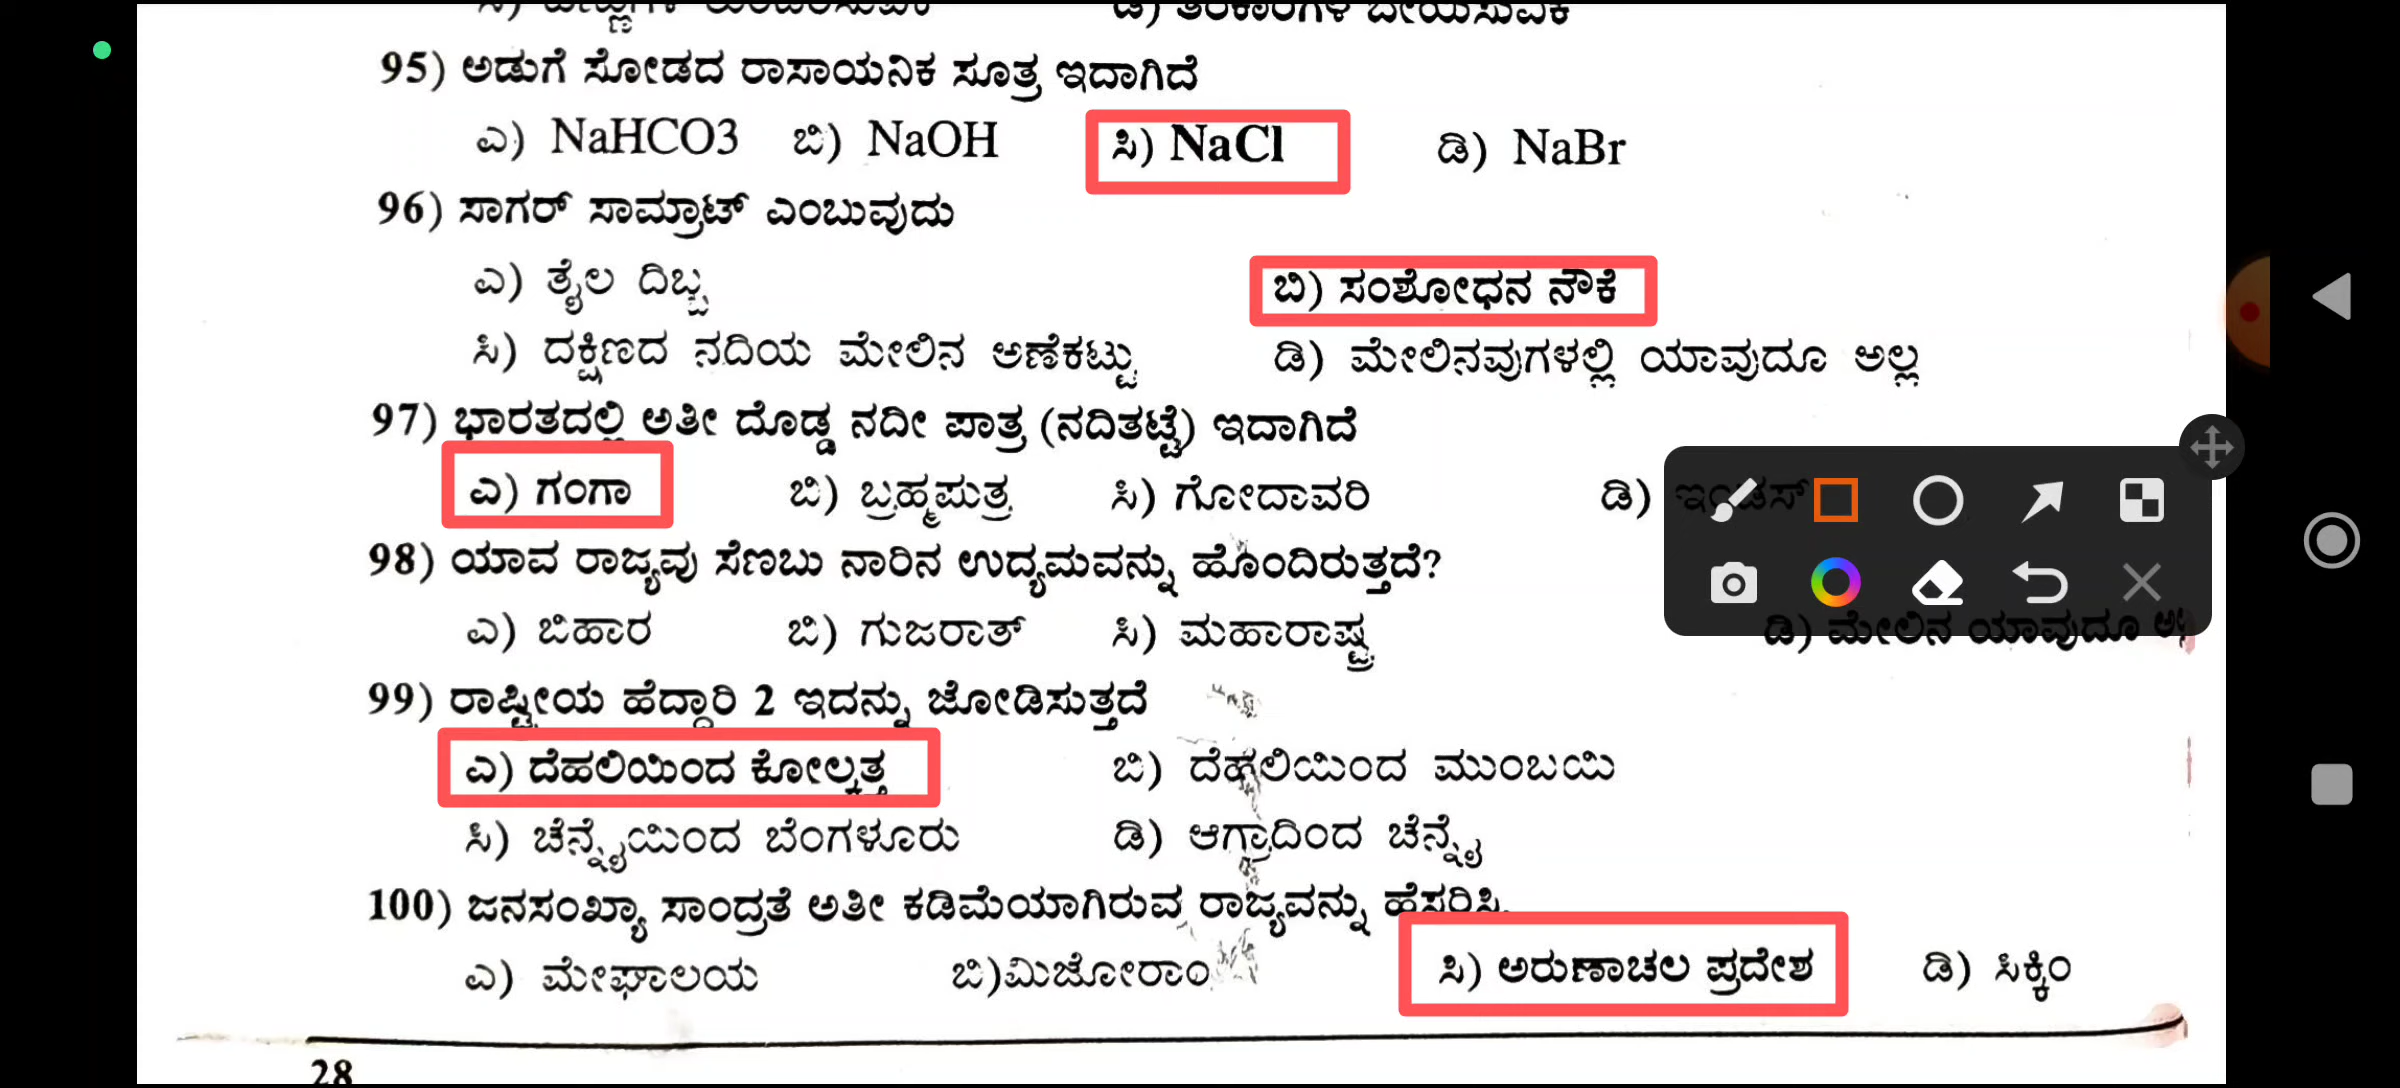 95) ಅಡುಗೆ ಸೋಡದ ರಾಸಾಯನಿಕ ಸೂತ್ರ ಇದಾಗಿದೆ
ಎ) NaHCO3 ಬಿ) NaOH ಸಿ) NaCl ಡಿ) NaBr
96) ಸಾಗರ್ ಸಾಮ್ರಾಟ್ ಎಂಬುವುದು
ಎ) ತೈಲ ದಿಬ್ಬ ಬಿ) ಸಂಶೋಧನ ನೌಕೆ
ಸಿ) ದಕ್ಷಿಣದ ನದಿಯ ಮೇಲಿನ ಅಣೆಕಟ್ಟು ಡಿ) ಮೇಲಿನವುಗಳಲ್ಲಿ ಯಾವುದೂ ಅಲ್ಲ
97) ಭಾರತದಲ್ಲಿ ಅತೀ ದೊಡ್ಡ ನದೀ ಪಾತ್ರ (ನದಿತಟ್ಟೆ) ಇದಾಗಿದೆ
ಎ) ಗಂಗಾ ಬಿ) ಬ್ರಹ್ಮಪುತ್ರ ಸಿ) ಗೋದಾವರಿ ಡಿ) ಇಂಡಸ್
98) ಯಾವ ರಾಜ್ಯವು ಸೆಣಬು ನಾರಿನ ಉದ್ಯಮವನ್ನು ಹೊಂದಿರುತ್ತದೆ?
ಎ) ಬಿಹಾರ ಬಿ) ಗುಜರಾತ್ ಸಿ) ಮಹಾರಾಷ್ಟ್ರ ಡಿ) ಮೇಲಿನ ಯಾವುದೂ
99) ರಾಷ್ಟ್ರೀಯ ಹೆದ್ದಾರಿ 2 ಇದನ್ನು ಜೋಡಿಸುತ್ತದೆ
ಎ) ದೆಹಲಿಯಿಂದ ಕೋಲ್ಕತ್ತ ಬಿ) ದೆಹಲಿಯಿಂದ ಮುಂಬಯಿ
ಸಿ) ಚೆನ್ನೈಯಿಂದ ಬೆಂಗಳೂರು ಡಿ) ಆಗ್ರಾದಿಂದ ಚೆನ್ನೈ
100) ಜನಸಂಖ್ಯಾ ಸಾಂದ್ರತೆ ಅತೀ ಕಡಿಮೆಯಾಗಿರುವ ರಾಜ್ಯವನ್ನು ಹೆಸರಿಸಿ.
ಎ) ಮೇಘಾಲಯ ಬಿ)ಮಿಜೋರಾಂ ಸಿ) ಅರುಣಾಚಲ ಪ್ರದೇಶ ಡಿ) ಸಿಕ್ಕಿಂ
28